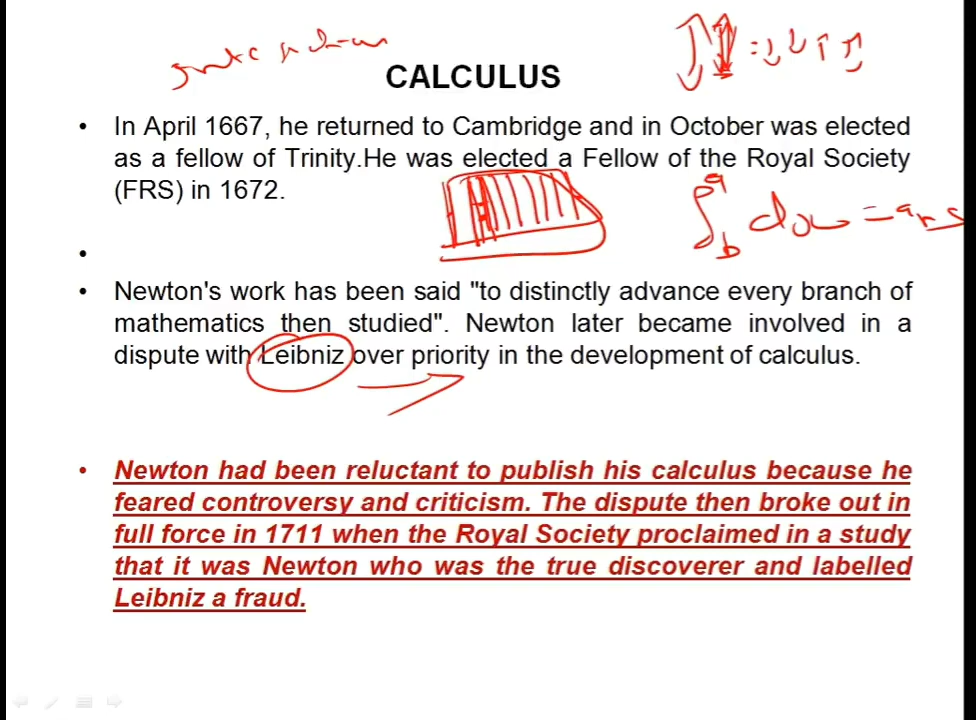 CALCULUS
• In April 1667, he returned to Cambridge and in October was elected
as a fellow of Trinity.He was elected a Fellow of the Royal Society
(FRS) in 1672.
•
• Newton's work has been said "to distinctly advance every branch of
mathematics then studied". Newton later became involved in a
dispute with Leibniz over priority in the development of calculus.
• Newton had been reluctant to publish his calculus because he
feared controversy and criticism. The dispute then broke out in
full force in 1711 when the Royal Society proclaimed in a study
that it was Newton who was the true discoverer and labelled
Leibniz a fraud.